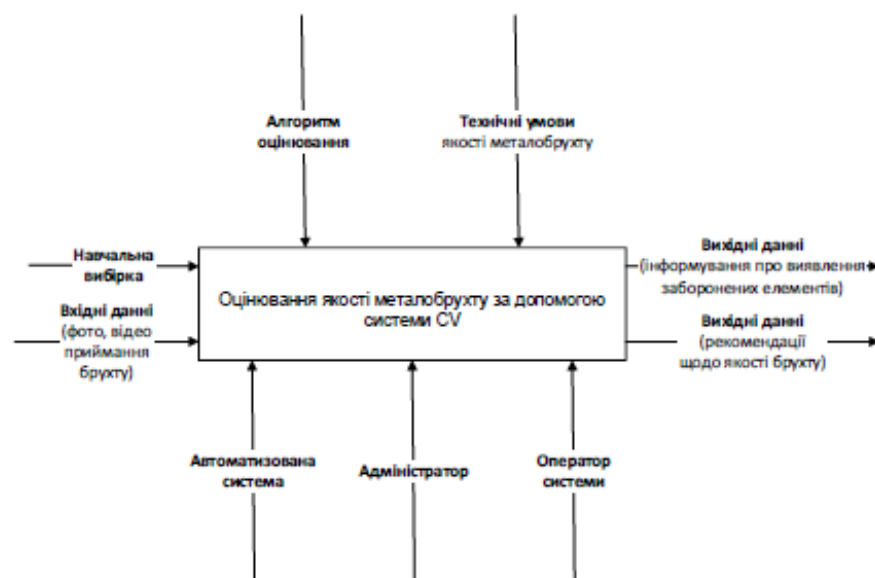 Алгоритм
оцінювання
Технічні умови
якості металобрухту
Навчальна
вибірка
Вхідні данні
(фото, відео
приймання
брухту)
Оцінювання якості металобрухту за допомогою
системи CV
Вихідні данні
(інформування про виявлення
заборонених елементів)
Вихідні данні
(рекомендації
щодо якості брухту)
Автоматизована
система
Адміністратор
Оператор
системи